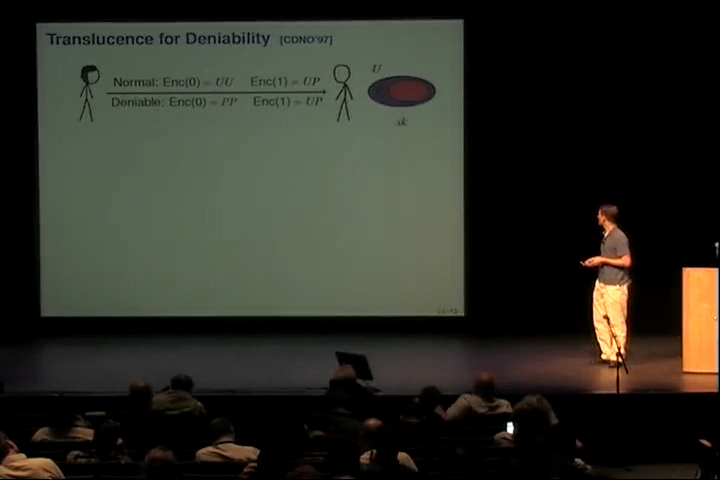 Translucence for Deniability [CDNO'97]
Normal: Enc(0) = UU Enc(1) = UP
Deniable: Enc(0) = PP Enc(1) = UP
U
sk